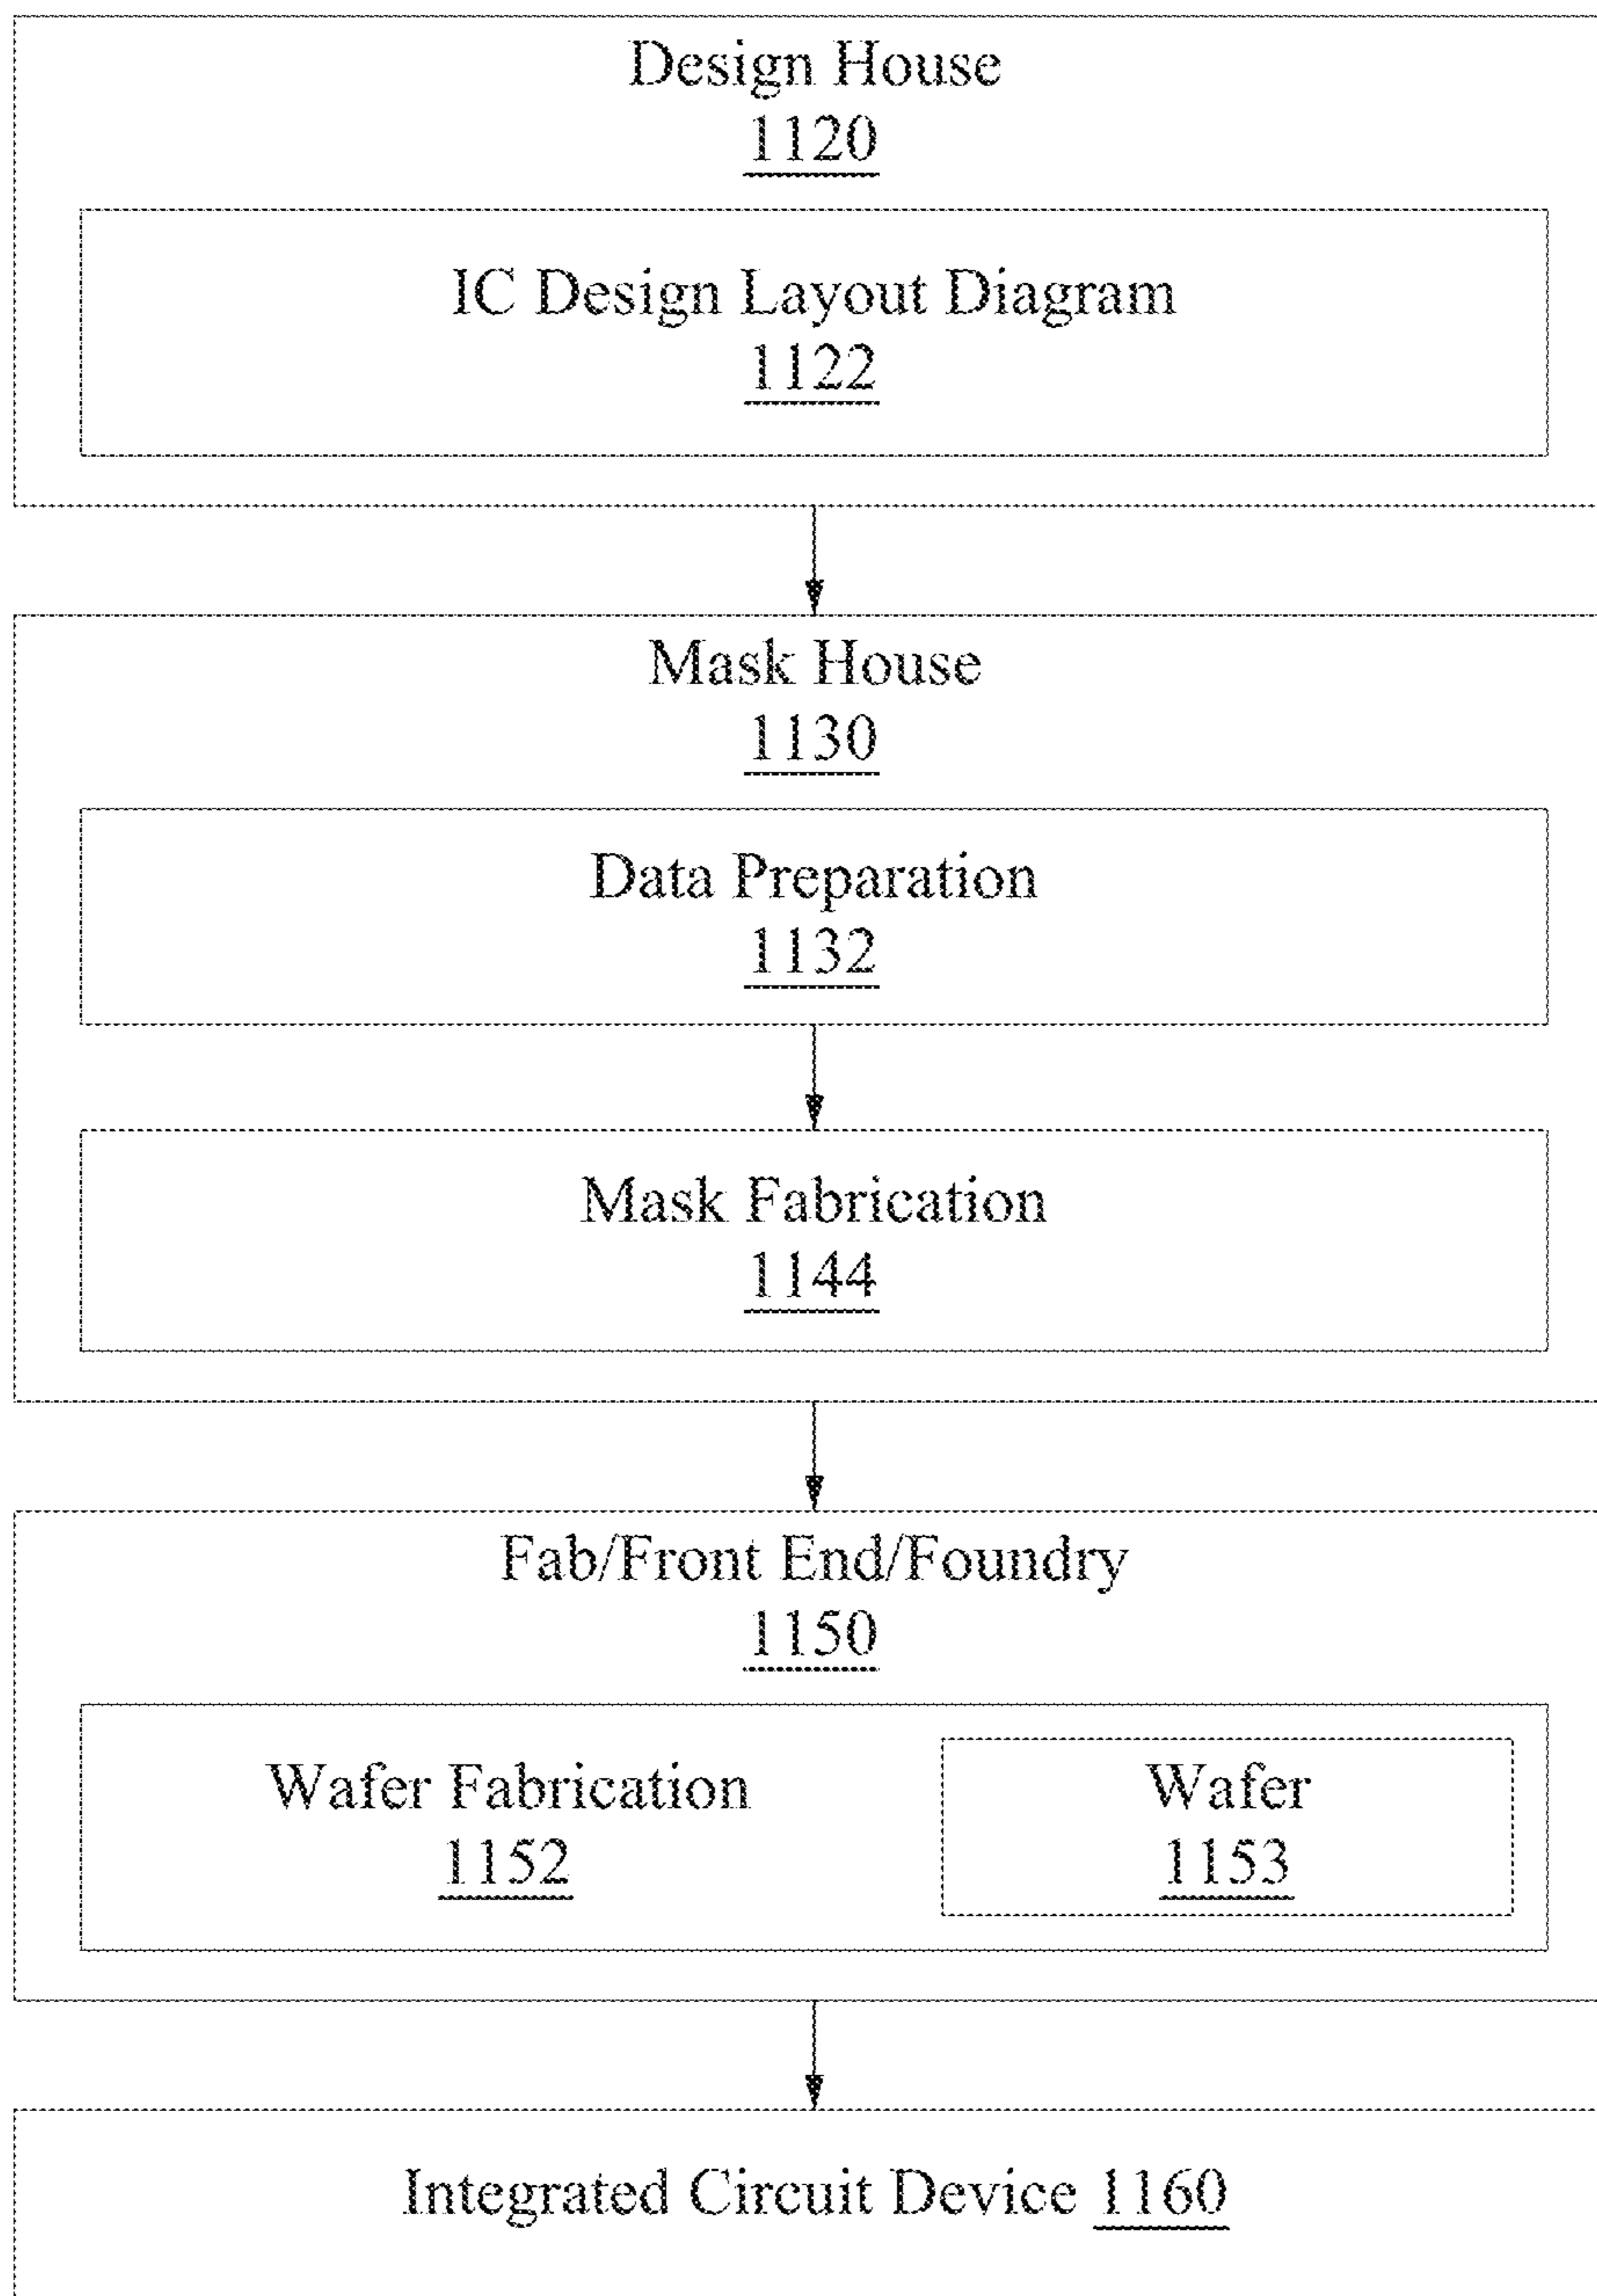 Design House
1120
IC Design Layout Diagram
1122
Mask House
1130
Data Preparation
1132
Mask Fabrication
1144
Fab/Front End/Foundry
1150
Wafer Fabrication
1152
Wafer
1153
Integrated Circuit Device 1160